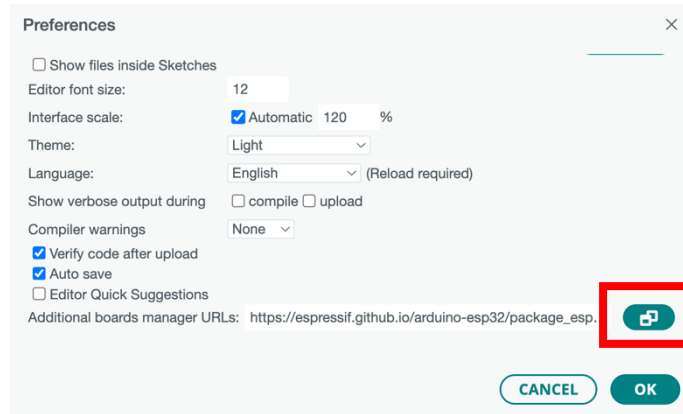 Preferences
Show files inside Sketches
Editor font size: 12
Interface scale: Automatic 120 %
Theme: Light
Language: English (Reload required)
Show verbose output during compile upload
Compiler warnings None
Verify code after upload
Auto save
Editor Quick Suggestions
Additional boards manager URLs: https://espressif.github.io/arduino-esp32/package_esp.
CANCEL OK